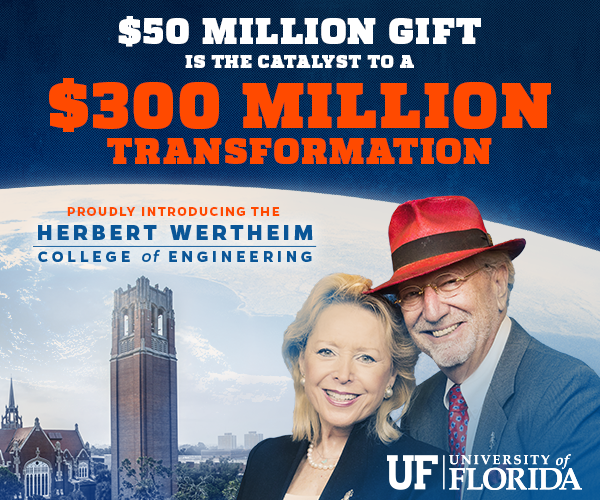 $50 MILLION GIFT
IS THE CATALYST TO A
$300 MILLION
TRANSFORMATION
PROUDLY INTRODUCING THE
HERBERT WERTHEIM
COLLEGE of ENGINEERING
UF UNIVERSITY of
FLORIDA